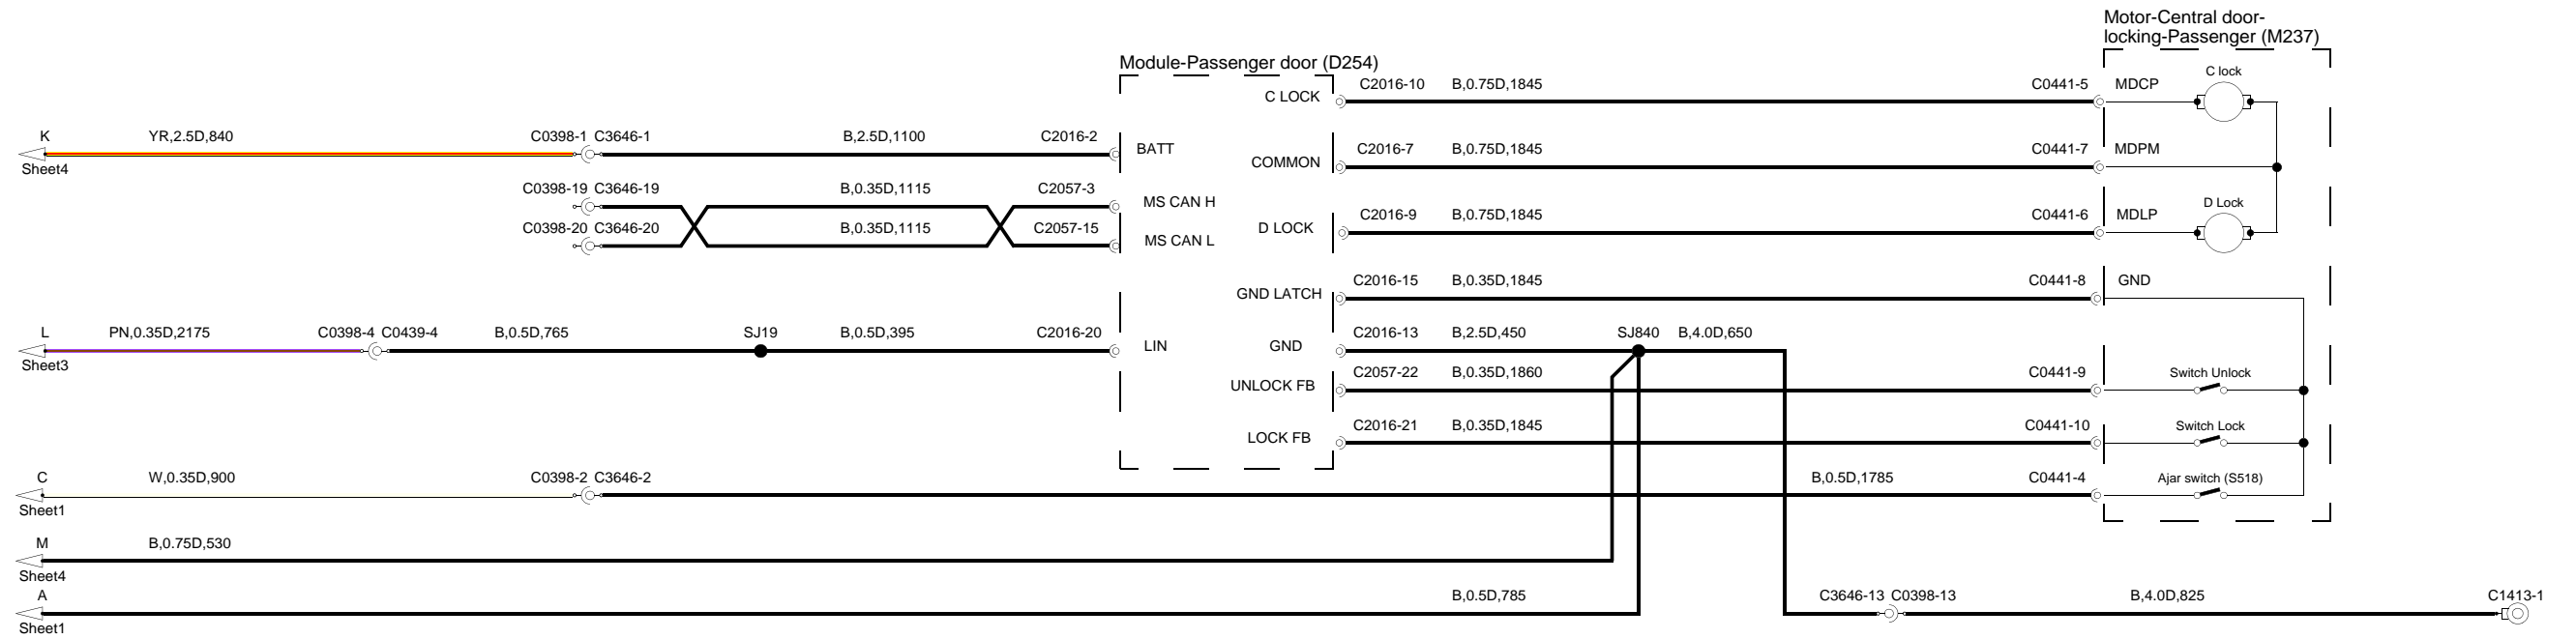 Motor-Central door-
locking-Passenger (M237)
Module-Passenger door (D254)
C LOCK
C2016-10 B,0.75D,1845 C0441-5 MDCP C lock
K YR,2.5D,840 C0398-1 C3646-1 B,2.5D,1100 C2016-2
Sheet4
BATT
COMMON
C2016-7 B,0.75D,1845 C0441-7 MDPM
C0398-19 C3646-19 B,0.35D,1115 C2057-3
MS CAN H
C0398-20 C3646-20 B,0.35D,1115 C2057-15
MS CAN L
D LOCK
C2016-9 B,0.75D,1845 C0441-6 MDLP D Lock
GND LATCH
C2016-15 B,0.35D,1845 C0441-8 GND
L PN,0.35D,2175 C0398-4 C0439-4 B,0.5D,765 SJ19 B,0.5D,395 C2016-20
Sheet3
LIN
GND
C2016-13 B,2.5D,450 SJ840 B,4.0D,650
UNLOCK FB
C2057-22 B,0.35D,1860 C0441-9 Switch Unlock
LOCK FB
C2016-21 B,0.35D,1845 C0441-10 Switch Lock
C W,0.35D,900 C0398-2 C3646-2 B,0.5D,1785 C0441-4 Ajar switch (S518)
Sheet1
M B,0.75D,530
Sheet4
A B,0.5D,785 C3646-13 C0398-13 B,4.0D,825 C1413-1
Sheet1